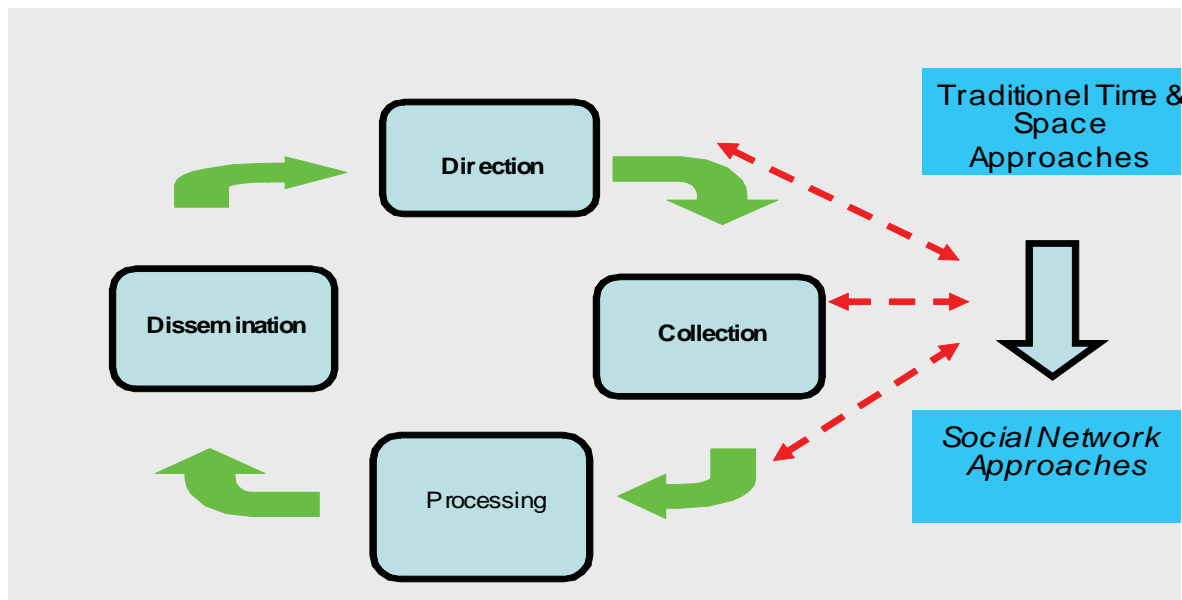 Direction
Traditionel Time &
Space
Approaches
Dissemination
Collection
Processing
Social Network
Approaches